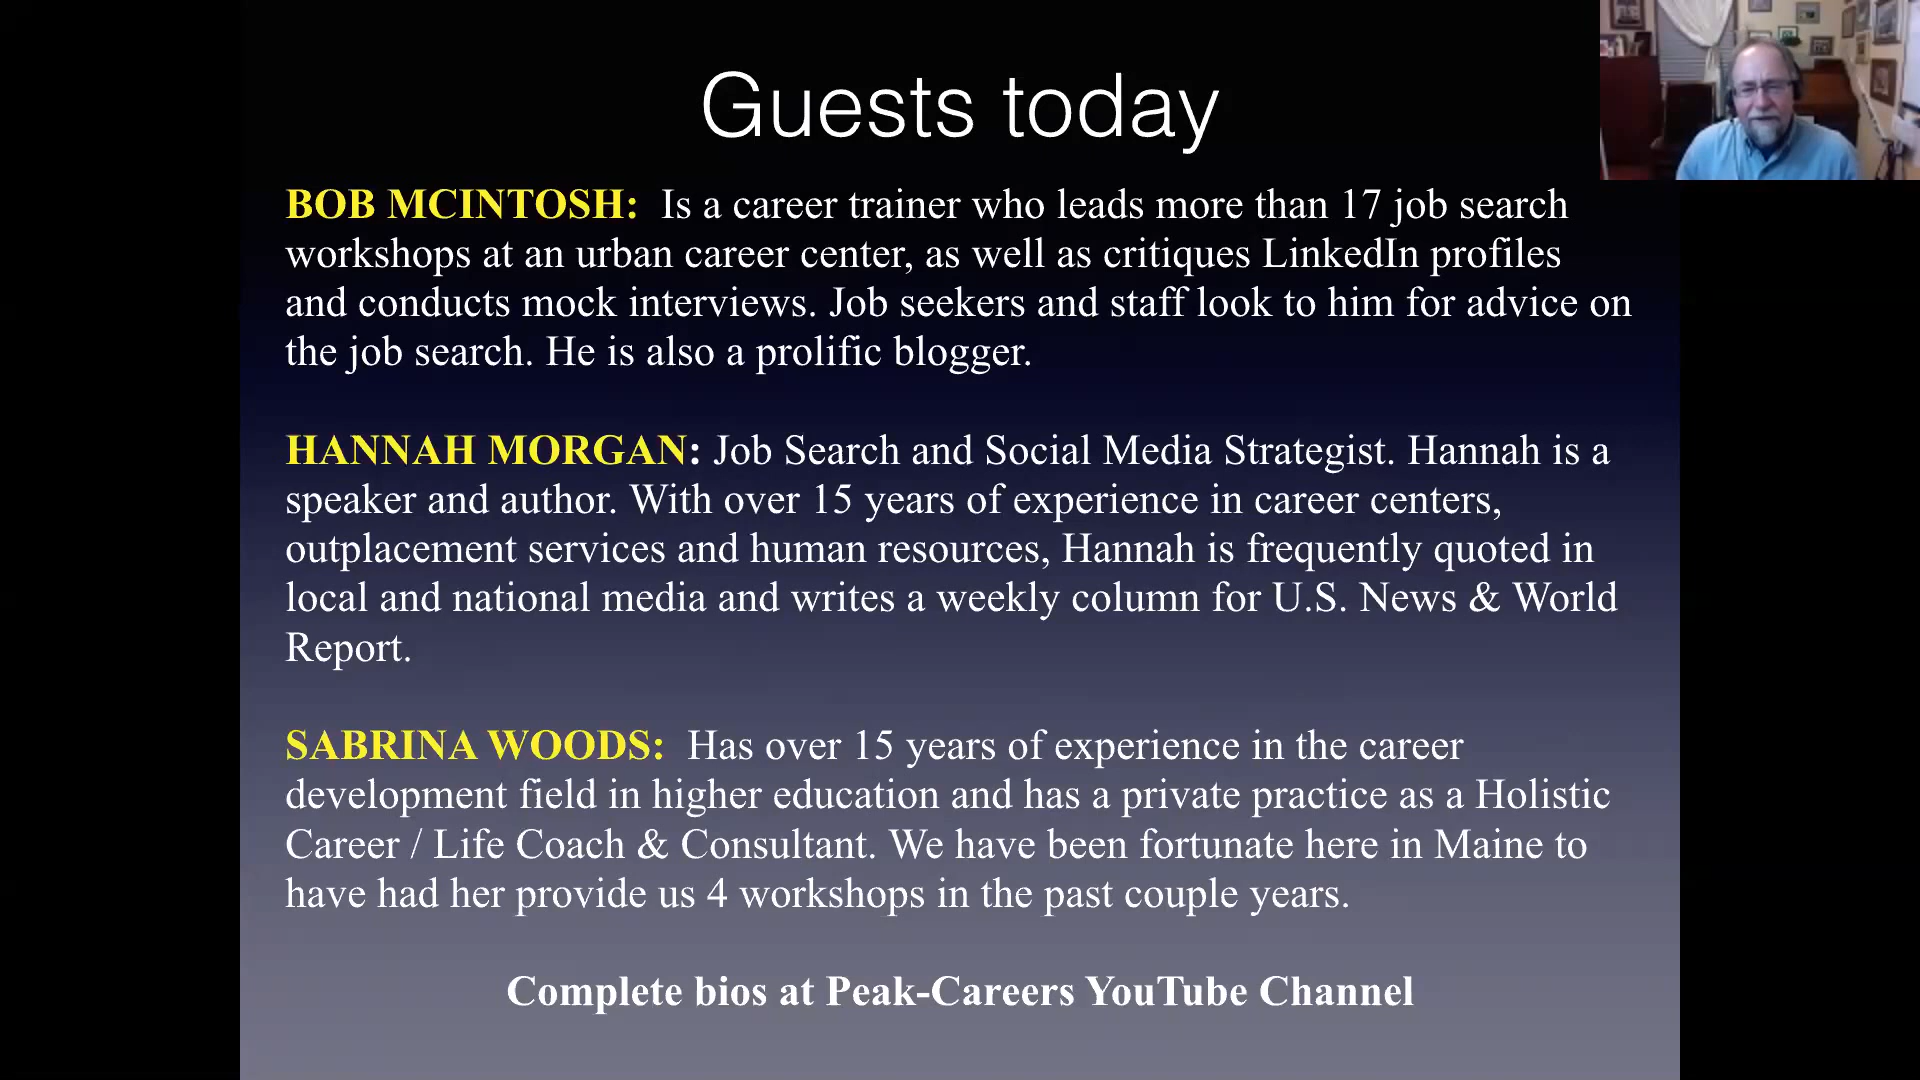 Guests today
BOB MCINTOSH: Is a career trainer who leads more than 17 job search
workshops at an urban career center, as well as critiques LinkedIn profiles
and conducts mock interviews. Job seekers and staff look to him for advice on
the job search. He is also a prolific blogger.
HANNAH MORGAN: Job Search and Social Media Strategist. Hannah is a
speaker and author. With over 15 years of experience in career centers,
outplacement services and human resources, Hannah is frequently quoted in
local and national media and writes a weekly column for U.S. News & World
Report.
SABRINA WOODS: Has over 15 years of experience in the career
development field in higher education and has a private practice as a Holistic
Career / Life Coach & Consultant. We have been fortunate here in Maine to
have had her provide us 4 workshops in the past couple years.
Complete bios at Peak-Careers YouTube Channel